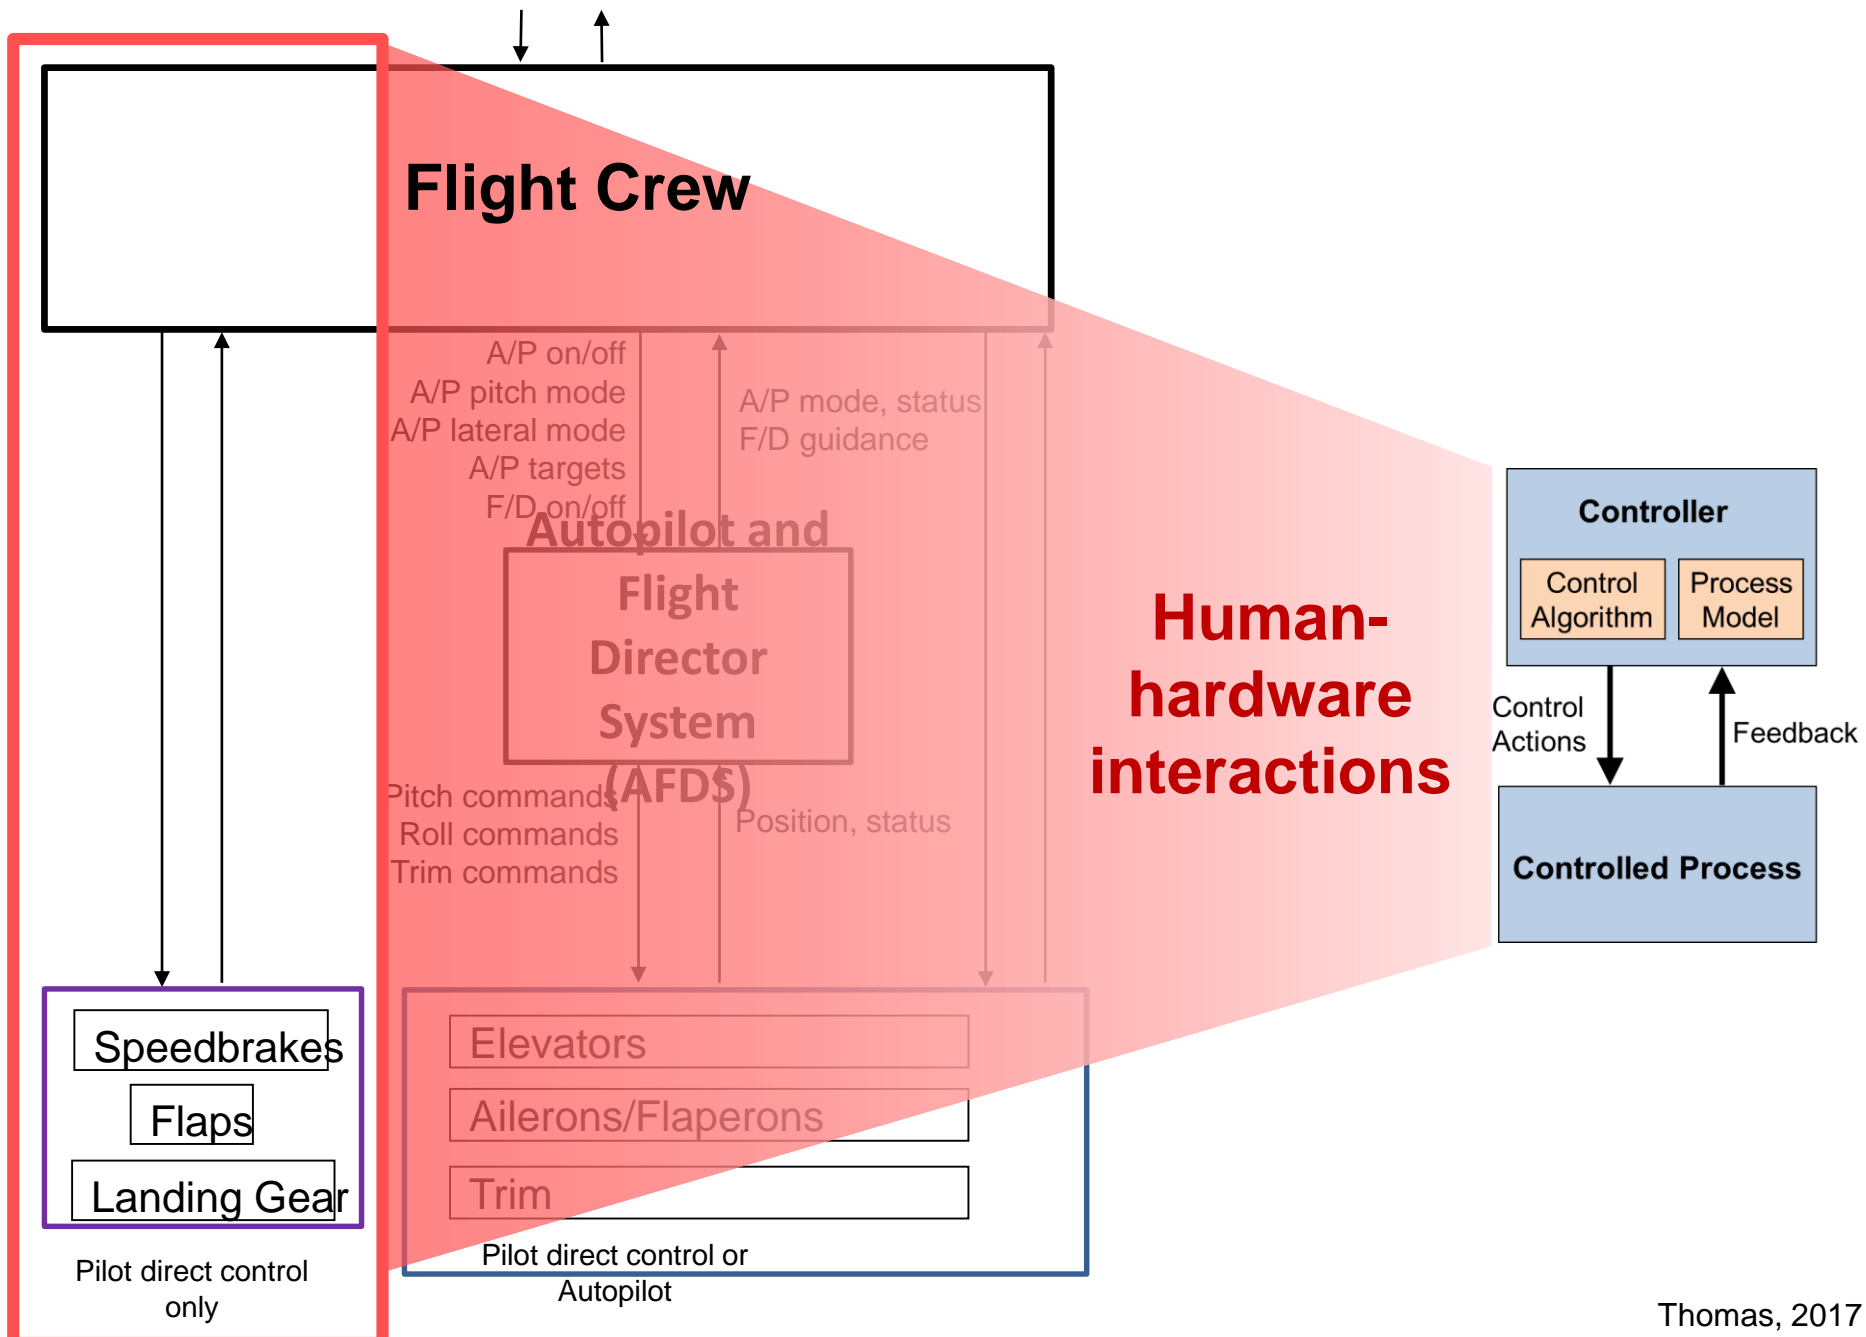 Flight Crew
A/P on/off
A/P pitch mode
A/P lateral mode
A/P targets
F/D on/off
A/P mode, status
F/D guidance
Autopilot and
Flight
Director
System
(AFDS)
Pitch commands
Roll commands
Trim commands
Position, status
Speedbrakes
Flaps
Landing Gear
Pilot direct control
only
Elevators
Ailerons/Flaperons
Trim
Pilot direct control or
Autopilot
Human-
hardware
interactions
Controller
Control
Algorithm
Process
Model
Control
Actions
Feedback
Controlled Process
Thomas, 2017